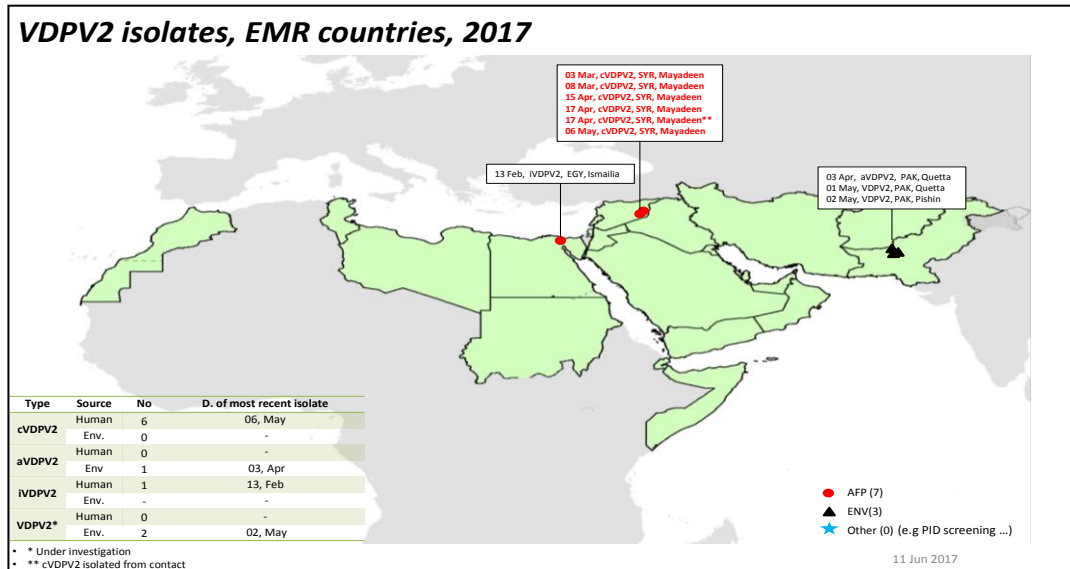 VDPV2 isolates, EMR countries, 2017
03 Mar, cVDPV2, SYR, Mayadeen
08 Mar, cVDPV2, SYR, Mayadeen
15 Apr, cVDPV2, SYR, Mayadeen
17 Apr, cVDPV2, SYR, Mayadeen
17 Apr, cVDPV2, SYR, Mayadeen**
06 May, cVDPV2, SYR, Mayadeen
13 Feb, iVDPV2, EGY, Ismailia
03 Apr, aVDPV2, PAK, Quetta
01 May, VDPV2, PAK, Quetta
02 May, VDPV2, PAK, Pishin
Type Source No D. of most recent isolate
cVDPV2 Human 6 06, May
Env. 0 -
aVDPV2 Human 0 -
Env 1 03, Apr
iVDPV2 Human 1 13, Feb
Env. - -
VDPV2* Human 0 -
Env. 2 02, May
• * Under investigation
• ** cVDPV2 isolated from contact
AFP (7)
ENV(3)
Other (0) (e.g PID screening ...)
11 Jun 2017